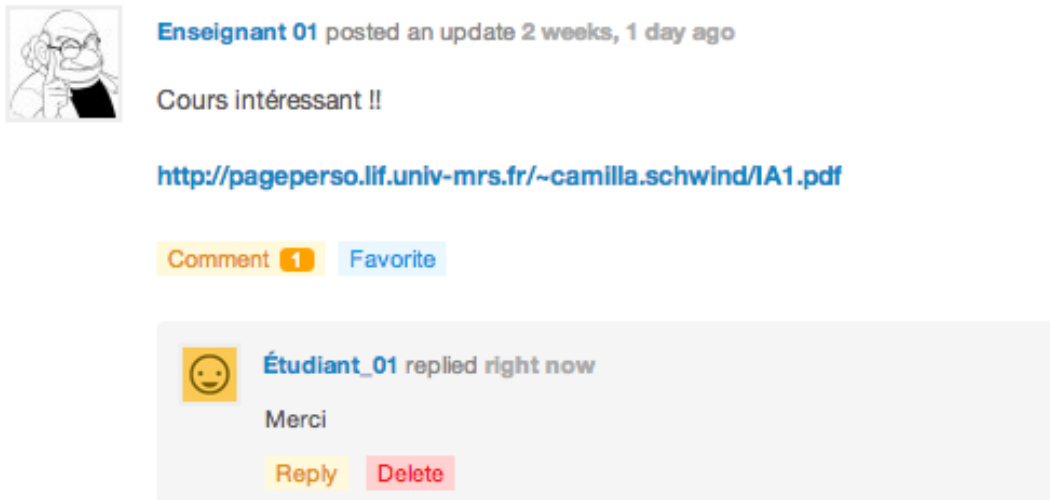 Enseignant 01 posted an update 2 weeks, 1 day ago
Cours intéressant !!
http://pageperso.lif.univ-mrs.fr/~camilla.schwind/IA1.pdf
Comment 1 Favorite
Étudiant_01 replied right now
Merci
Reply Delete